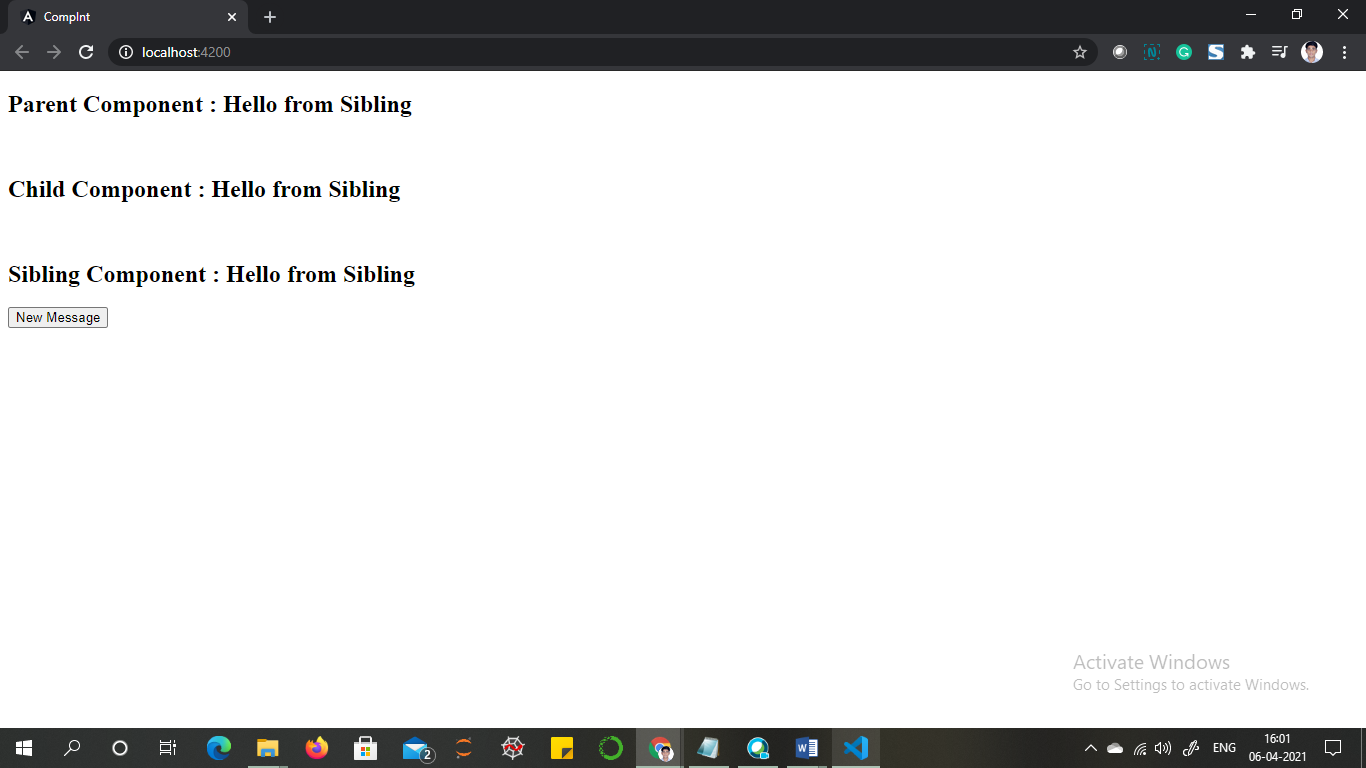 CompInt
localhost:4200
Parent Component : Hello from Sibling
Child Component : Hello from Sibling
Sibling Component : Hello from Sibling
New Message
Activate Windows
Go to Settings to activate Windows.
2
ENG
16:01
06-04-2021